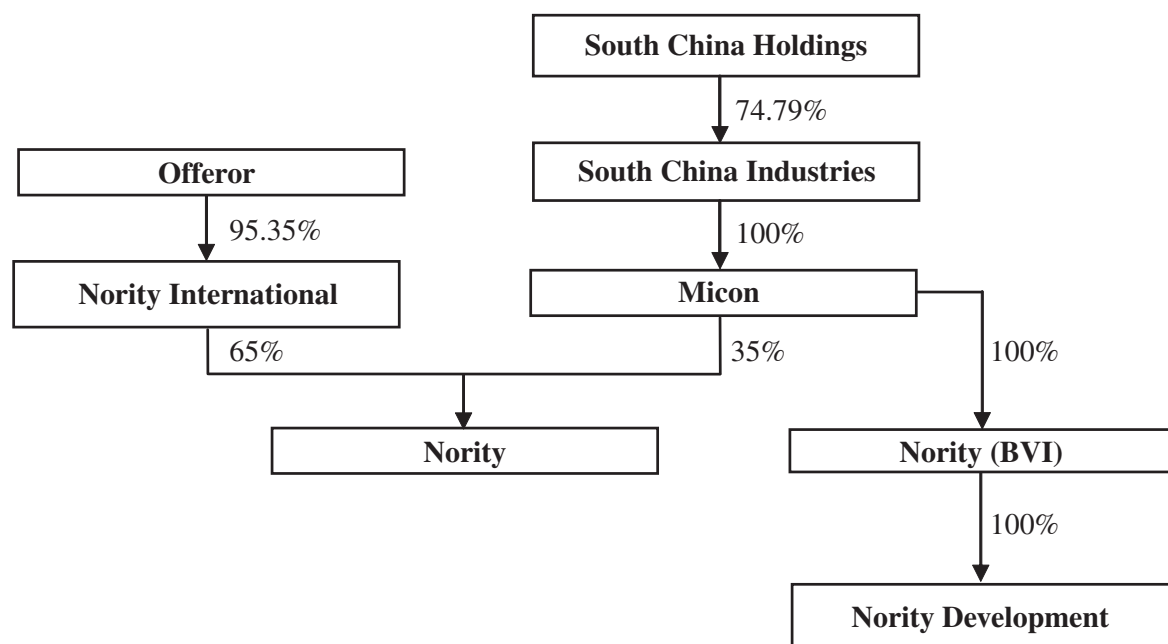 South China Holdings
74.79%
Offeror
South China Industries
95.35%
100%
Nority International
Micon
65%
35%
100%
Nority
Nority (BVI)
100%
Nority Development